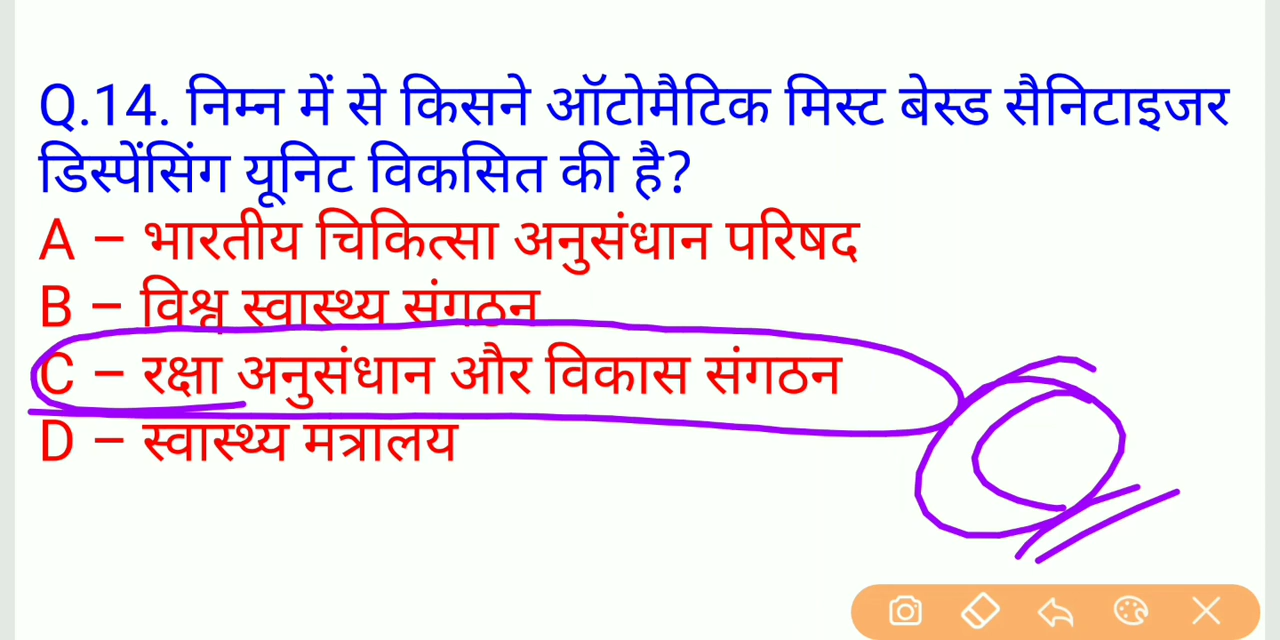 Q.14. निम्न में से किसने ऑटोमैटिक मिस्ट बेस्ड सैनिटाइजर
डिस्पेंसिंग यूनिट विकसित की है?
A – भारतीय चिकित्सा अनुसंधान परिषद
B – विश्व स्वास्थ्य संगठन
C – रक्षा अनुसंधान और विकास संगठन
D – स्वास्थ्य मत्रालय